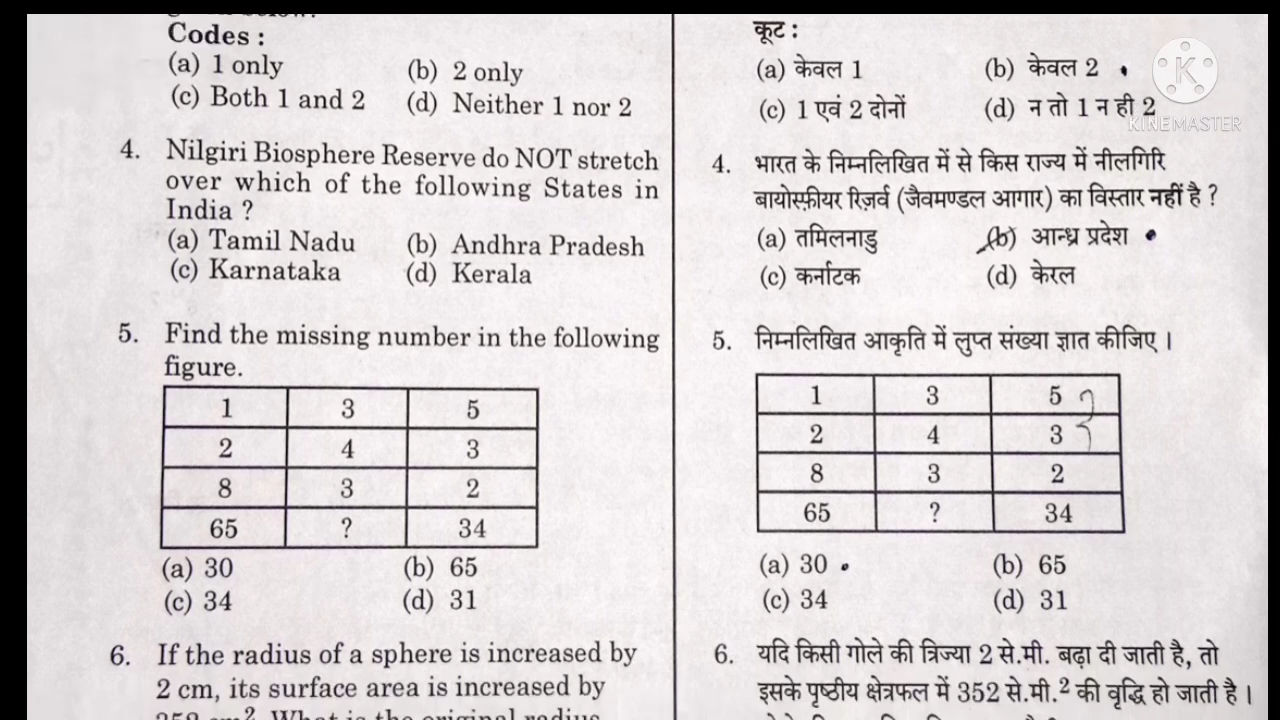 Codes :
(a) 1 only (b) 2 only
(c) Both 1 and 2 (d) Neither 1 nor 2
4. Nilgiri Biosphere Reserve do NOT stretch
over which of the following States in
India ?
(a) Tamil Nadu (b) Andhra Pradesh
(c) Karnataka (d) Kerala
5. Find the missing number in the following
figure.
1 3 5
2 4 3
8 3 2
65 ? 34
(a) 30 (b) 65
(c) 34 (d) 31
6. If the radius of a sphere is increased by
2 cm, its surface area is increased by
कूट :
(a) केवल 1 (b) केवल 2
(c) 1 एवं 2 दोनों (d) न तो 1 न ही 2
4. भारत के निम्नलिखित में से किस राज्य में नीलगिरि
बायोस्फ़ीयर रिज़र्व (जैवमण्डल आगार) का विस्तार नहीं है ?
(a) तमिलनाडु (b) आन्ध्र प्रदेश
(c) कर्नाटक (d) केरल
5. निम्नलिखित आकृति में लुप्त संख्या ज्ञात कीजिए ।
1 3 5
2 4 3
8 3 2
65 ? 34
(a) 30 (b) 65
(c) 34 (d) 31
6. यदि किसी गोले की त्रिज्या 2 से.मी. बढ़ा दी जाती है, तो
इसके पृष्ठीय क्षेत्रफल में 352 से.मी.² की वृद्धि हो जाती है ।
K
KINEMASTER